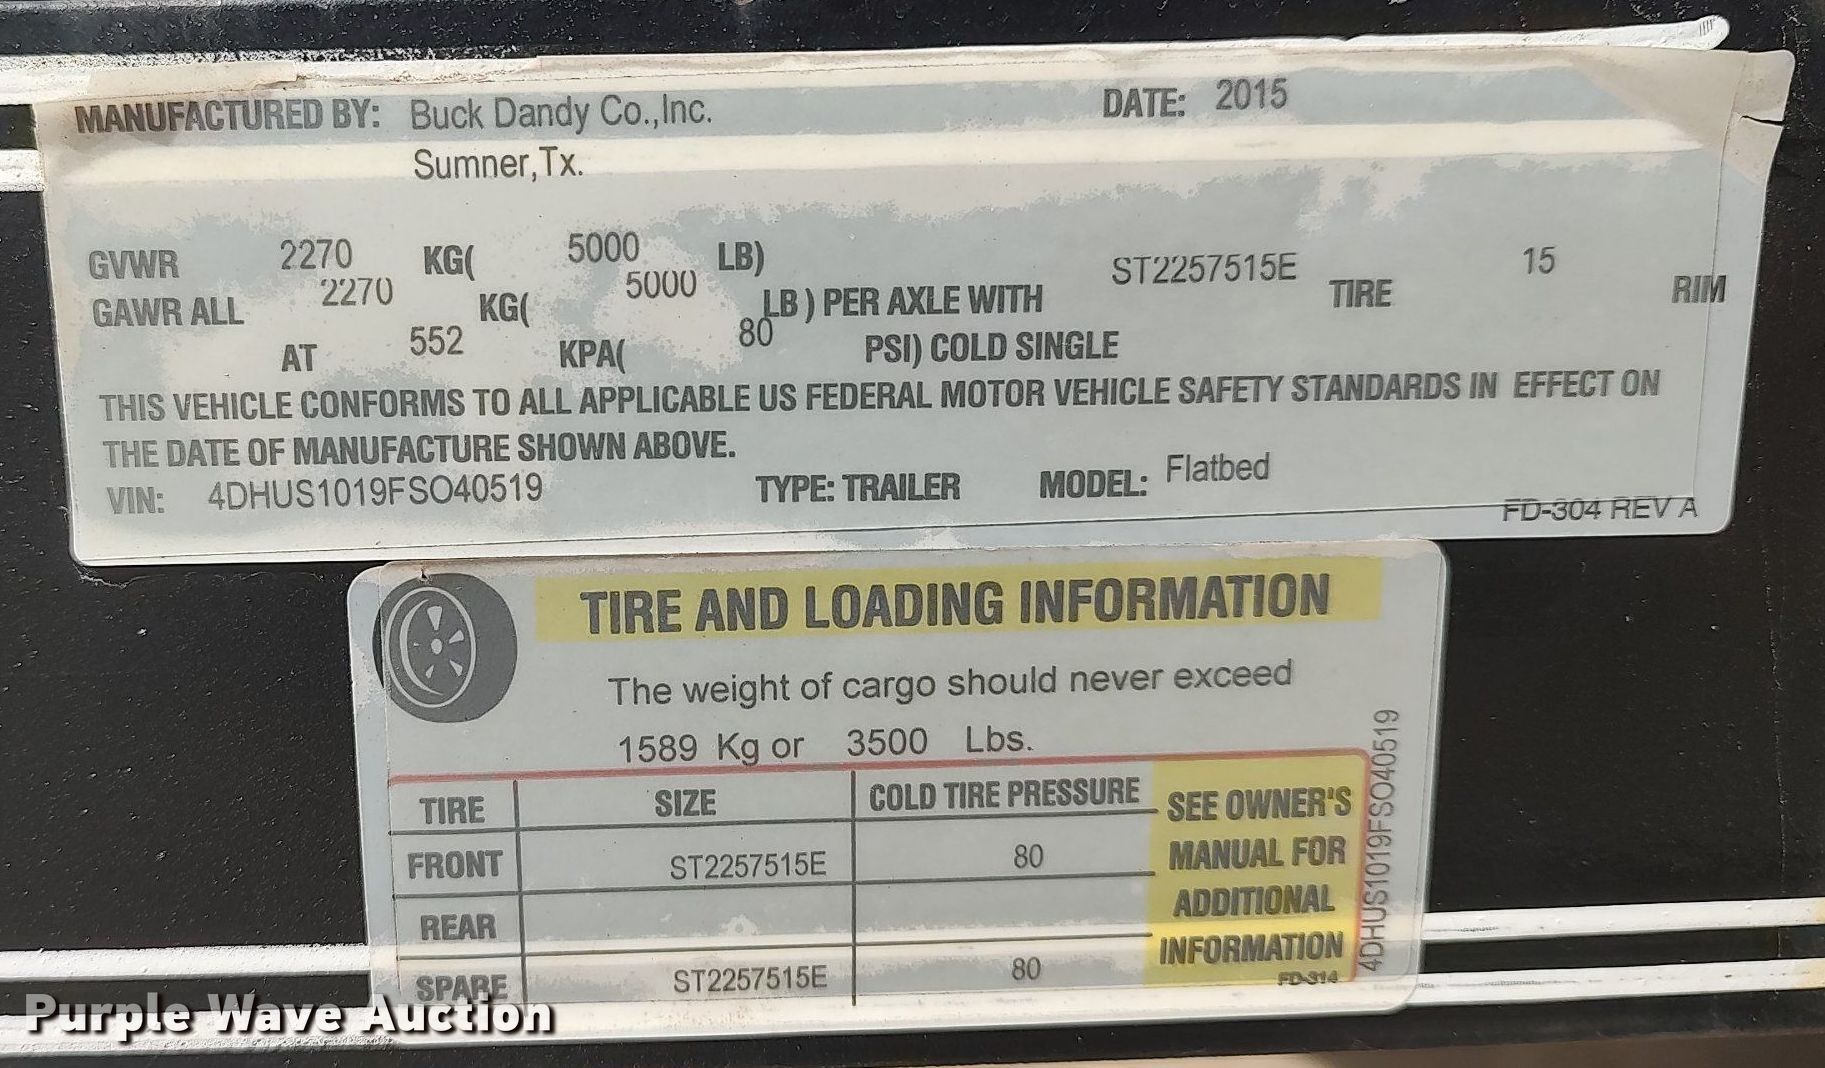 MANUFACTURED BY: Buck Dandy Co.,Inc. DATE: 2015
Sumner,Tx.
GVWR 2270 KG( 5000 LB)
GAWR ALL 2270 KG( 5000 LB ) PER AXLE WITH ST2257515E TIRE 15 RIM
AT 552 KPA( 80 PSI) COLD SINGLE
THIS VEHICLE CONFORMS TO ALL APPLICABLE US FEDERAL MOTOR VEHICLE SAFETY STANDARDS IN EFFECT ON
THE DATE OF MANUFACTURE SHOWN ABOVE.
VIN: 4DHUS1019FSO40519 TYPE: TRAILER MODEL: Flatbed
FD-304 REV A
TIRE AND LOADING INFORMATION
The weight of cargo should never exceed
1589 Kg or 3500 Lbs.
TIRE SIZE COLD TIRE PRESSURE
FRONT ST2257515E 80
REAR
SPARE ST2257515E 80
SEE OWNER'S
MANUAL FOR
ADDITIONAL
INFORMATION
FD-314
4DHUS1019FSO40519
Purple Wave Auction